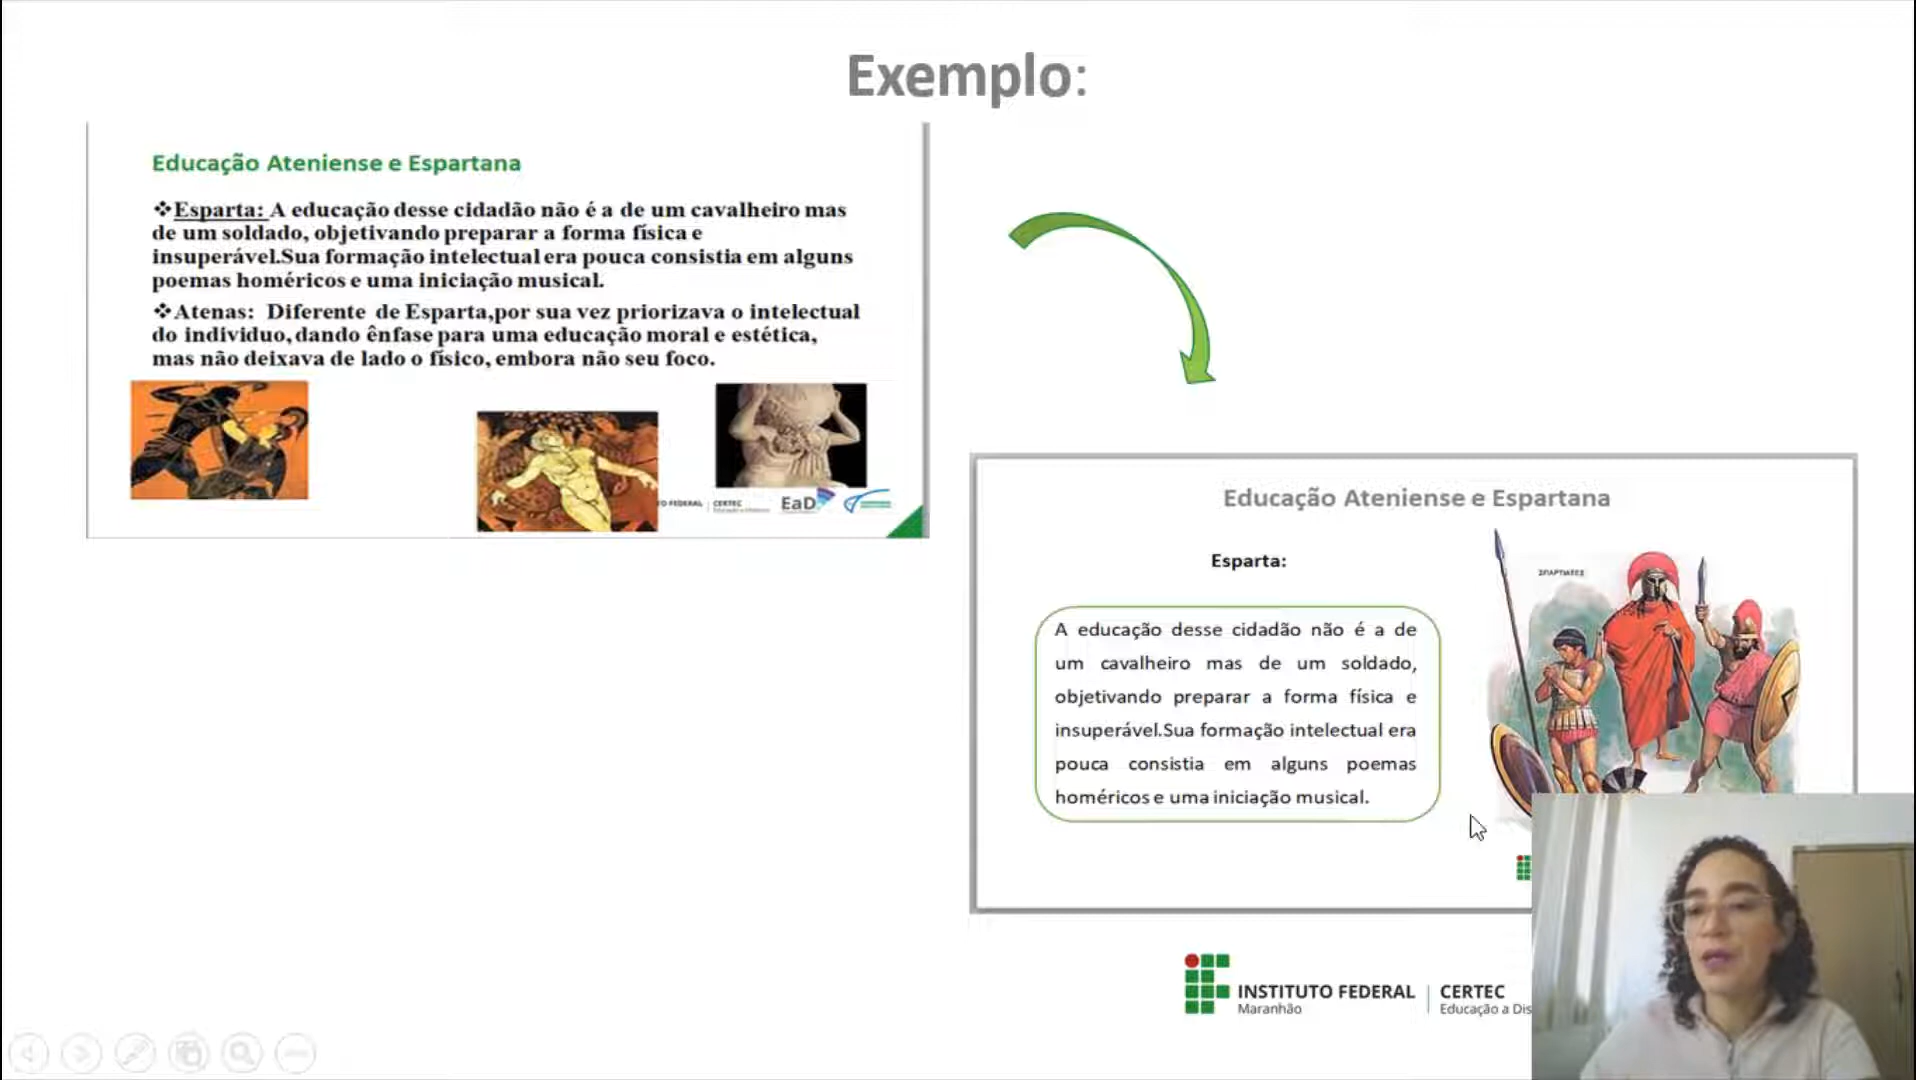 Exemplo:
Educação Ateniense e Espartana
❖Esparta: A educação desse cidadão não é a de um cavalheiro mas
de um soldado, objetivando preparar a forma física e
insuperável.Sua formação intelectual era pouca consistia em alguns
poemas homéricos e uma iniciação musical.
❖Atenas: Diferente de Esparta,por sua vez priorizava o intelectual
do individuo,dando ênfase para uma educação moral e estética,
mas não deixava de lado o físico, embora não seu foco.
O FEDERAL
CERTEC
EaD
Educação Ateniense e Espartana
Esparta:
A educação desse cidadão não é a de
um cavalheiro mas de um soldado,
objetivando preparar a forma física e
insuperável.Sua formação intelectual era
pouca consistia em alguns poemas
homéricos e uma iniciação musical.
INSTITUTO FEDERAL
Maranhão
CERTEC
Educação a Dis